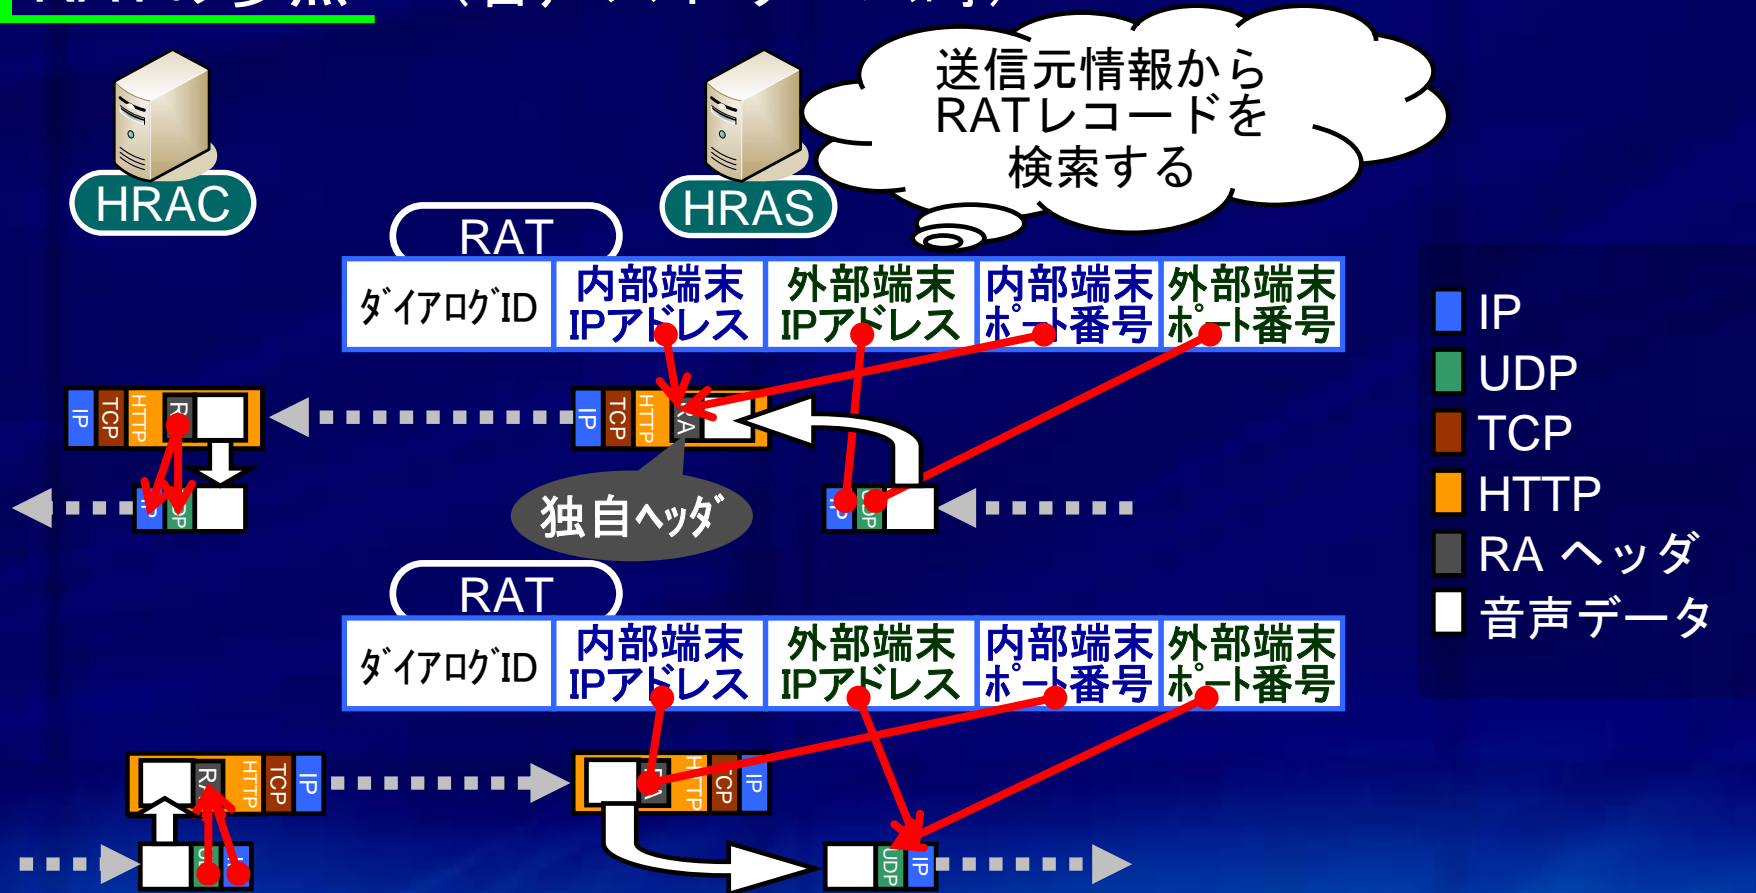 送信元情報から
RATレコードを
検索する
HRAC
HRAS
RAT
ﾀﾞｲｱﾛｸﾞID
内部端末
IPアドレス
外部端末
IPアドレス
内部端末
ﾎﾟｰﾄ番号
外部端末
ﾎﾟｰﾄ番号
IP
UDP
TCP
HTTP
RA ヘッダ
音声データ
IP
TCP
HTTP
IP
TCP
HTTP
RA
独自ﾍｯﾀﾞ
RAT
ﾀﾞｲｱﾛｸﾞID
内部端末
IPアドレス
外部端末
IPアドレス
内部端末
ﾎﾟｰﾄ番号
外部端末
ﾎﾟｰﾄ番号
RA
HTTP
TCP
IP
HTTP
TCP
IP
UDP
IP